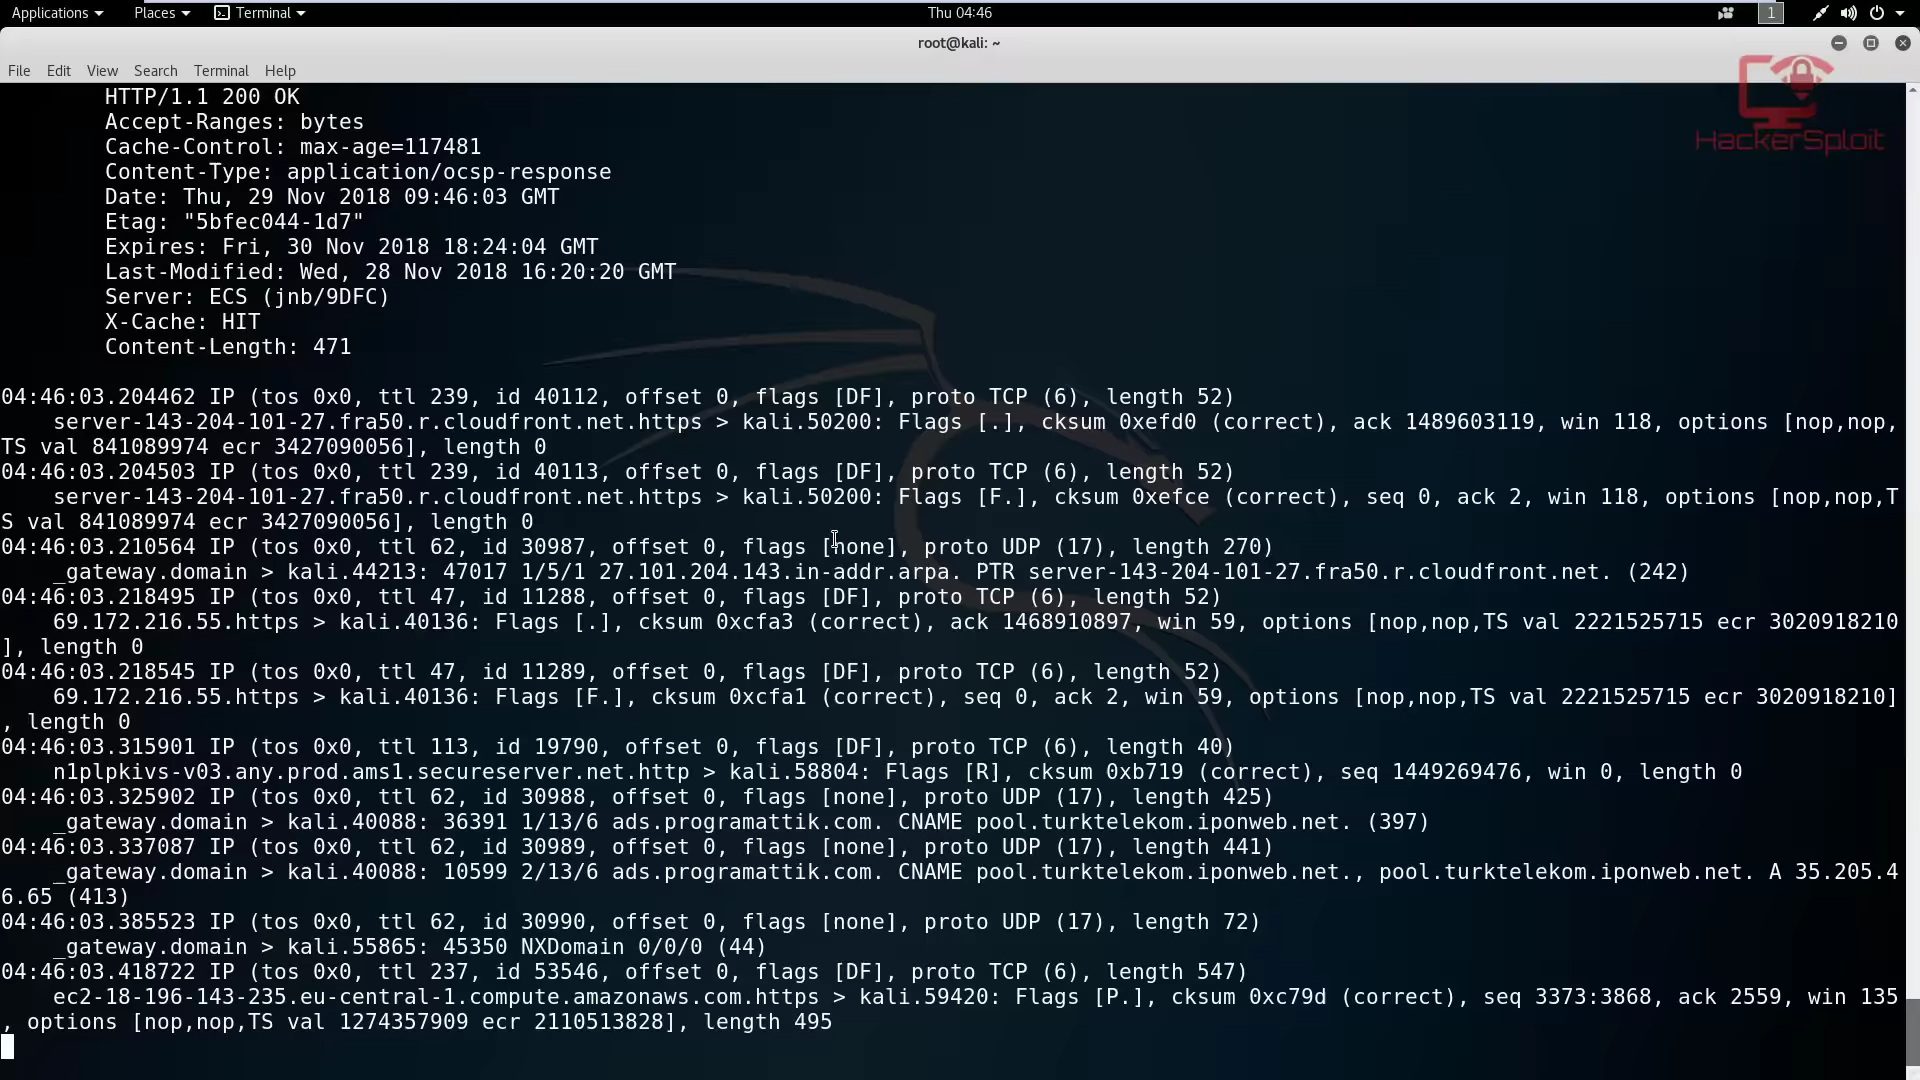 Applications Places Terminal Thu 04:46 1
root@kali: ~
File Edit View Search Terminal Help
HackerSploit
HTTP/1.1 200 OK
Accept-Ranges: bytes
Cache-Control: max-age=117481
Content-Type: application/ocsp-response
Date: Thu, 29 Nov 2018 09:46:03 GMT
Etag: "5bfec044-1d7"
Expires: Fri, 30 Nov 2018 18:24:04 GMT
Last-Modified: Wed, 28 Nov 2018 16:20:20 GMT
Server: ECS (jnb/9DFC)
X-Cache: HIT
Content-Length: 471
04:46:03.204462 IP (tos 0x0, ttl 239, id 40112, offset 0, flags [DF], proto TCP (6), length 52)
server-143-204-101-27.fra50.r.cloudfront.net.https > kali.50200: Flags [.], cksum 0xefd0 (correct), ack 1489603119, win 118, options [nop,nop,
TS val 841089974 ecr 3427090056], length 0
04:46:03.204503 IP (tos 0x0, ttl 239, id 40113, offset 0, flags [DF], proto TCP (6), length 52)
server-143-204-101-27.fra50.r.cloudfront.net.https > kali.50200: Flags [F.], cksum 0xefce (correct), seq 0, ack 2, win 118, options [nop,nop,T
S val 841089974 ecr 3427090056], length 0
04:46:03.210564 IP (tos 0x0, ttl 62, id 30987, offset 0, flags [none], proto UDP (17), length 270)
_gateway.domain > kali.44213: 47017 1/5/1 27.101.204.143.in-addr.arpa. PTR server-143-204-101-27.fra50.r.cloudfront.net. (242)
04:46:03.218495 IP (tos 0x0, ttl 47, id 11288, offset 0, flags [DF], proto TCP (6), length 52)
69.172.216.55.https > kali.40136: Flags [.], cksum 0xcfa3 (correct), ack 1468910897, win 59, options [nop,nop,TS val 2221525715 ecr 3020918210
], length 0
04:46:03.218545 IP (tos 0x0, ttl 47, id 11289, offset 0, flags [DF], proto TCP (6), length 52)
69.172.216.55.https > kali.40136: Flags [F.], cksum 0xcfa1 (correct), seq 0, ack 2, win 59, options [nop,nop,TS val 2221525715 ecr 3020918210]
, length 0
04:46:03.315901 IP (tos 0x0, ttl 113, id 19790, offset 0, flags [DF], proto TCP (6), length 40)
n1plpkivs-v03.any.prod.ams1.secureserver.net.http > kali.58804: Flags [R], cksum 0xb719 (correct), seq 1449269476, win 0, length 0
04:46:03.325902 IP (tos 0x0, ttl 62, id 30988, offset 0, flags [none], proto UDP (17), length 425)
_gateway.domain > kali.40088: 36391 1/13/6 ads.programattik.com. CNAME pool.turktelekom.iponweb.net. (397)
04:46:03.337087 IP (tos 0x0, ttl 62, id 30989, offset 0, flags [none], proto UDP (17), length 441)
_gateway.domain > kali.40088: 10599 2/13/6 ads.programattik.com. CNAME pool.turktelekom.iponweb.net., pool.turktelekom.iponweb.net. A 35.205.4
6.65 (413)
04:46:03.385523 IP (tos 0x0, ttl 62, id 30990, offset 0, flags [none], proto UDP (17), length 72)
_gateway.domain > kali.55865: 45350 NXDomain 0/0/0 (44)
04:46:03.418722 IP (tos 0x0, ttl 237, id 53546, offset 0, flags [DF], proto TCP (6), length 547)
ec2-18-196-143-235.eu-central-1.compute.amazonaws.com.https > kali.59420: Flags [P.], cksum 0xc79d (correct), seq 3373:3868, ack 2559, win 135
, options [nop,nop,TS val 1274357909 ecr 2110513828], length 495